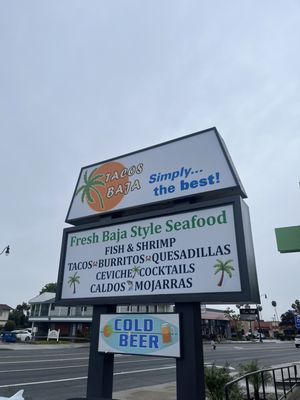 TACOS
BAJA
Simply...
the best!
Fresh Baja Style Seafood
FISH & SHRIMP
TACOS BURRITOS QUESADILLAS
CEVICHE COCKTAILS
CALDOS MOJARRAS
COLD
BEER